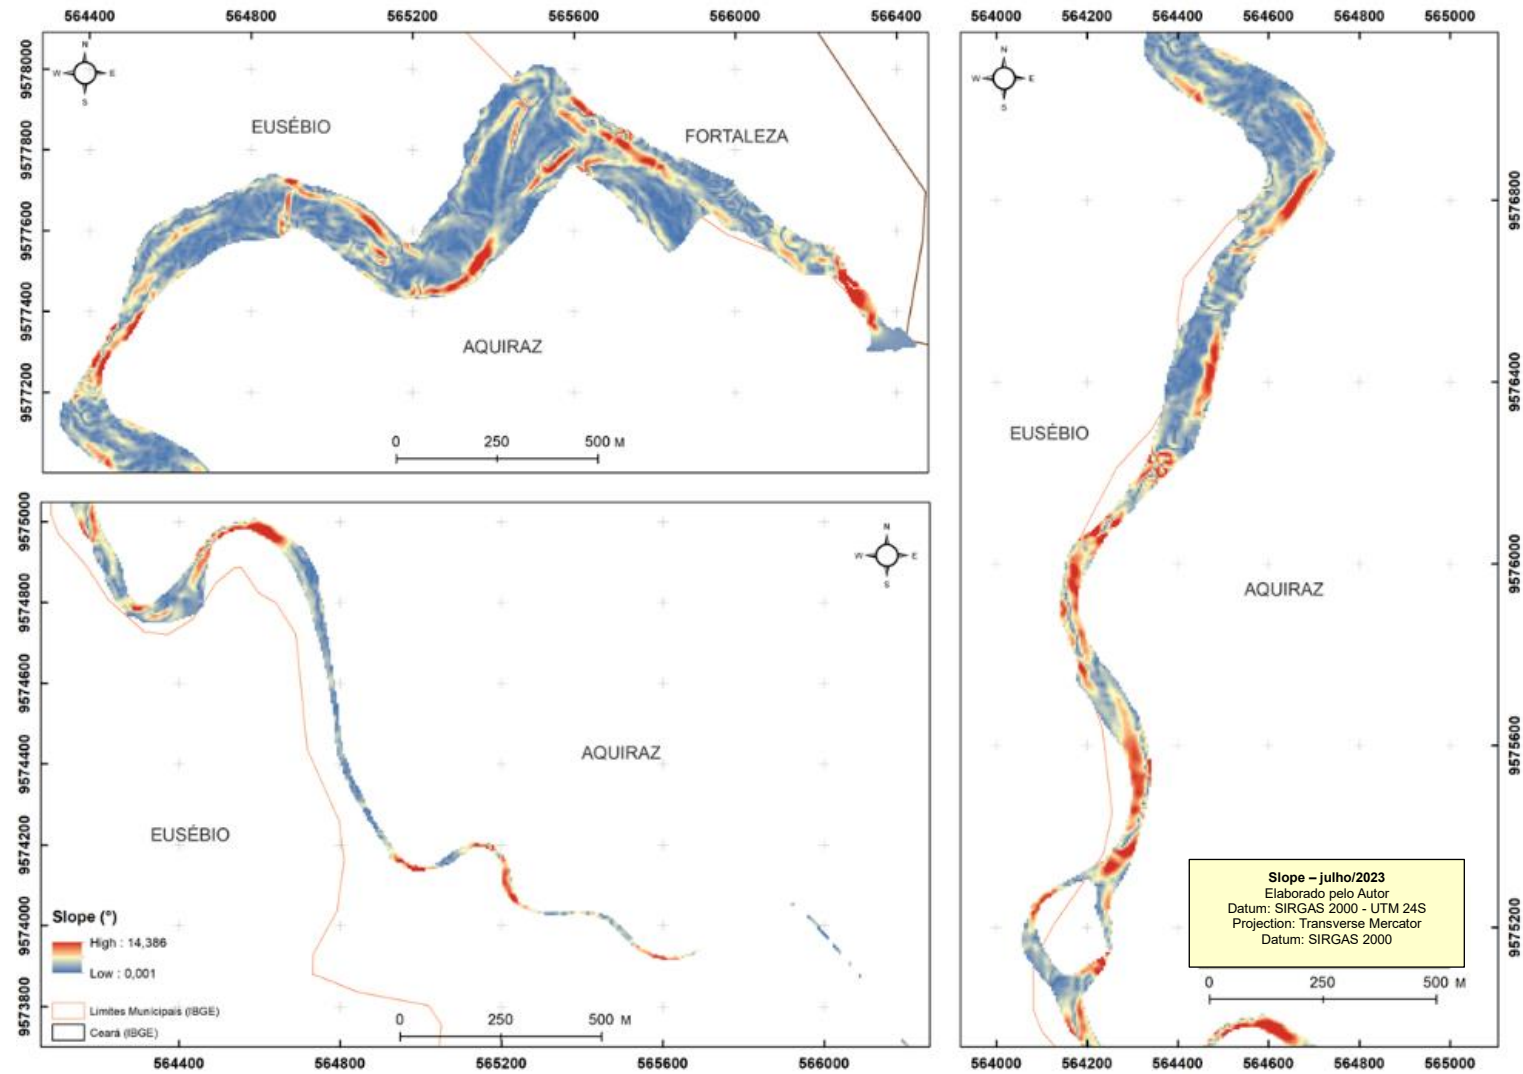 564400 564800 565200 565600 566000 566400
9578000
9577800
9577600
9577400
9577200
N
W E
S
EUSÉBIO
FORTALEZA
AQUIRAZ
0 250 500 M
564000 564200 564400 564600 564800 565000
N
W E
S
9576800
9576400
9576000
9575600
9575200
EUSÉBIO
AQUIRAZ
Slope – julho/2023
Elaborado pelo Autor
Datum: SIRGAS 2000 - UTM 24S
Projection: Transverse Mercator
Datum: SIRGAS 2000
0 250 500 M
564000 564200 564400 564600 564800 565000
9575000
9574800
9574600
9574400
9574200
9574000
9573800
N
W E
S
AQUIRAZ
EUSÉBIO
Slope (°)
High : 14,386
Low : 0,001
Limites Municipais (IBGE)
Ceará (IBGE)
0 250 500 M
564400 564800 565200 565600 566000